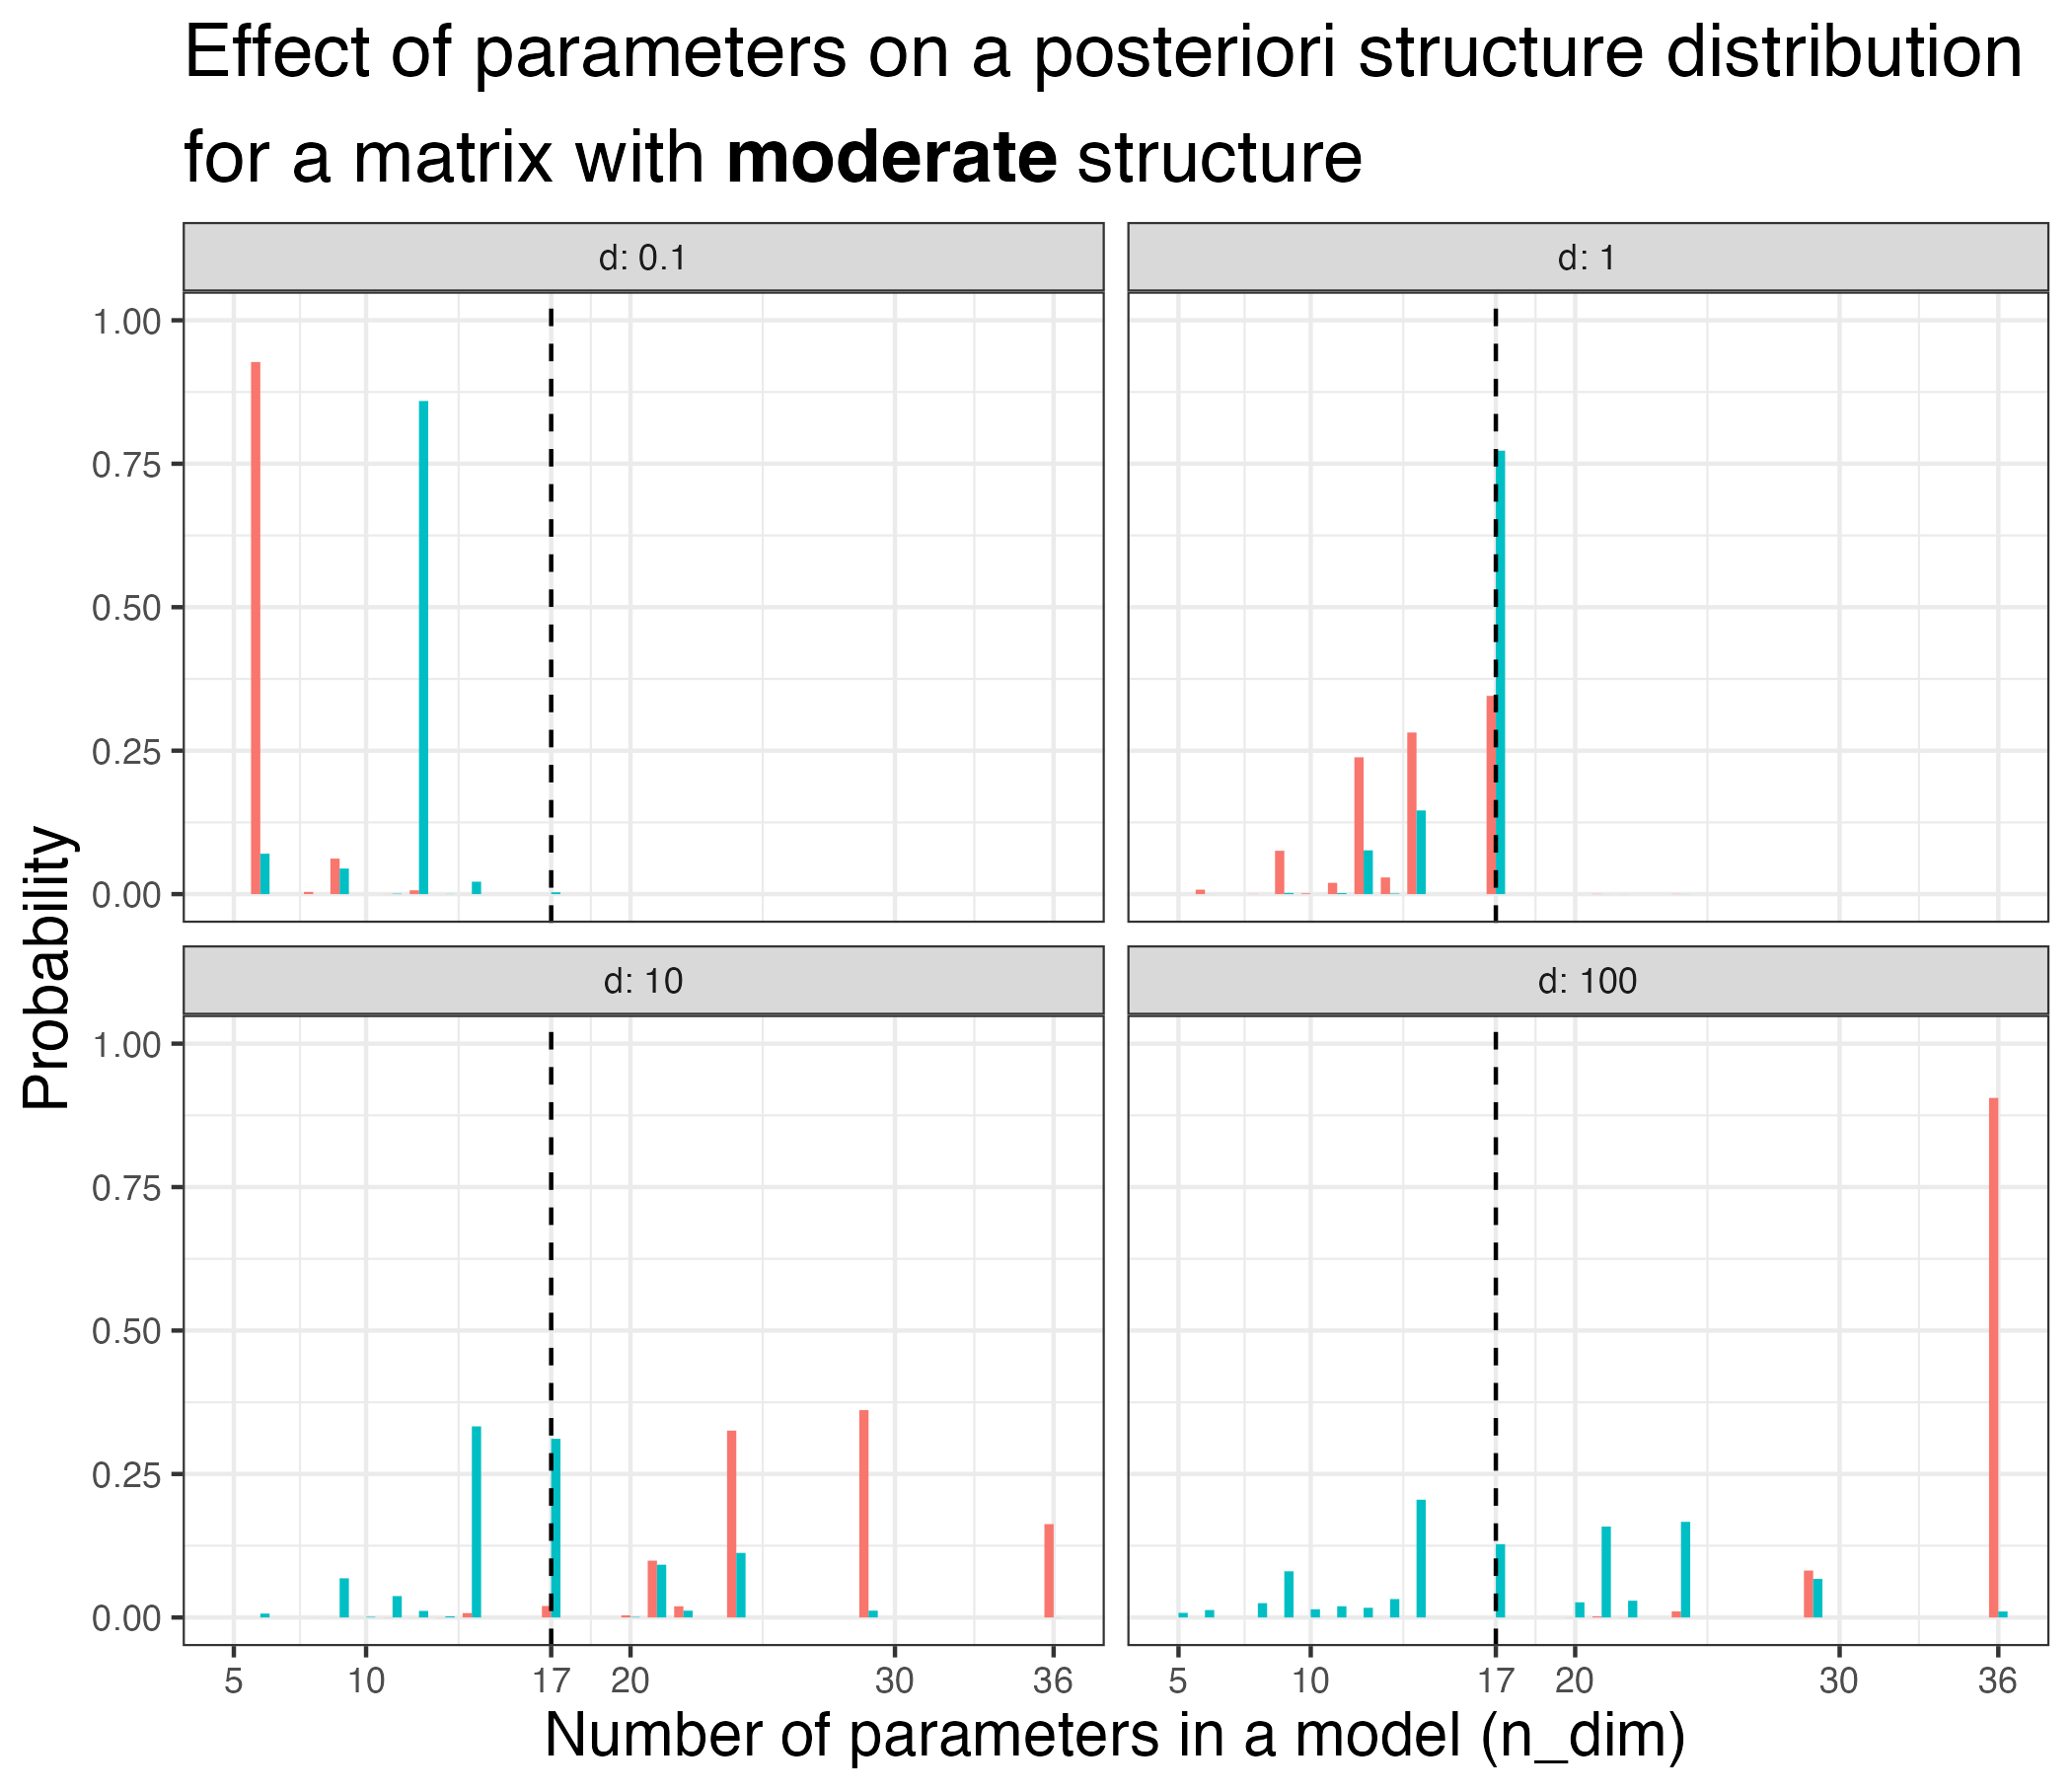 Effect of parameters on a posteriori structure distribution
for a matrix with moderate structure
d: 0.1
d: 1
1.00
0.75
0.50
0.25
0.00
d: 10
d: 100
1.00
0.75
0.50
0.25
0.00
5 10 17 20 30 36
5 10 17 20 30 36
Probability
Number of parameters in a model (n_dim)